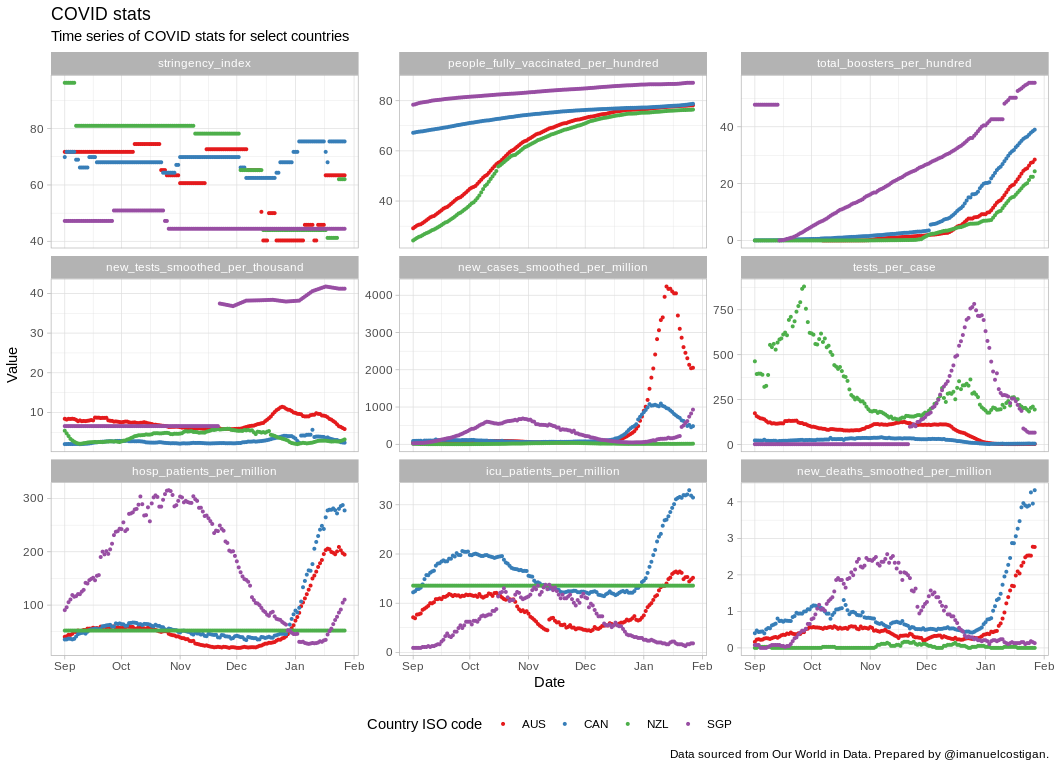 COVID stats
Time series of COVID stats for select countries
stringency_index
people_fully_vaccinated_per_hundred
total_boosters_per_hundred
80
60
40
80
60
40
40
20
0
new_tests_smoothed_per_thousand
new_cases_smoothed_per_million
tests_per_case
40
30
20
10
4000
3000
2000
1000
0
750
500
250
0
Value
hosp_patients_per_million
icu_patients_per_million
new_deaths_smoothed_per_million
300
200
100
30
20
10
0
4
3
2
1
0
Sep Oct Nov Dec Jan Feb
Sep Oct Nov Dec Jan Feb
Sep Oct Nov Dec Jan Feb
Date
Country ISO code AUS CAN NZL SGP
Data sourced from Our World in Data. Prepared by @imanuelcostigan.